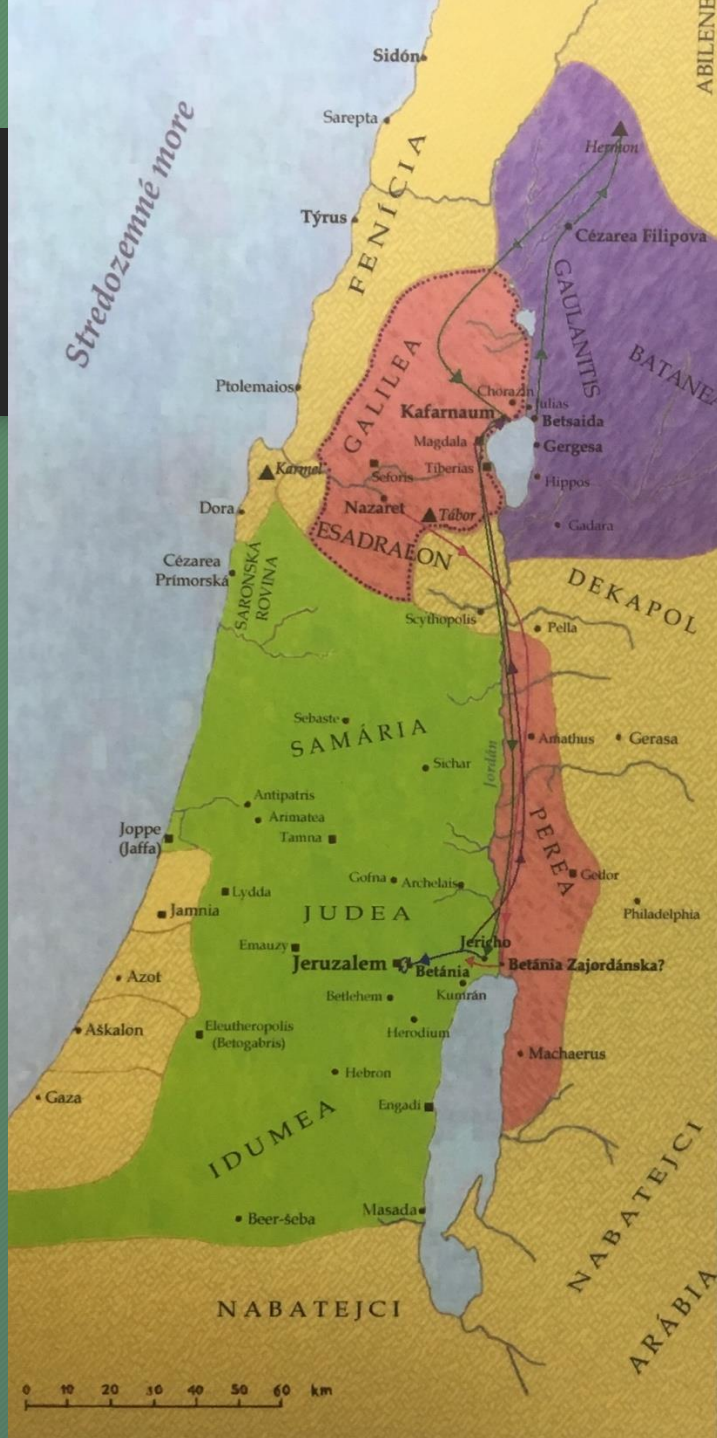 ABILENE
Sidón
Sarepta
Hermon
Stredozemné more
FENÍCIA
Týrus
Cézarea Filipova
GAULANITIS
BATANEA
GALILEA
Ptolemaios
Chorazin
Julias
Kafarnaum
Betsaida
Magdala
Gergesa
Karmel
Seforis
Tiberias
Hippos
Nazaret
Tábor
Dora
Gadara
ESADRALON
Cézarea
Prímorská
SARONSKÁ
ROVINA
DEKAPOL
Scythopolis
Pella
Sebaste
SAMÁRIA
Amathus
Gerasa
Sichar
Jordán
Antipatris
Arimatea
Joppe
(Jaffa)
Tamna
PEREA
Gofna
Archelais
Gedor
Lydda
Jamnia
JUDEA
Philadelphia
Emauzy
Jericho
Jeruzalem
Betánia
Betánia Zajordánska?
Azot
Betlehem
Kumrán
Aškalon
Eleutheropolis
(Betogabris)
Herodium
Machaerus
Hebron
Gaza
Engadi
IDUMEA
Masada
Beer-šeba
NABATEJCI
NABATEJCI
ARÁBIA
0 10 20 30 40 50 60 km